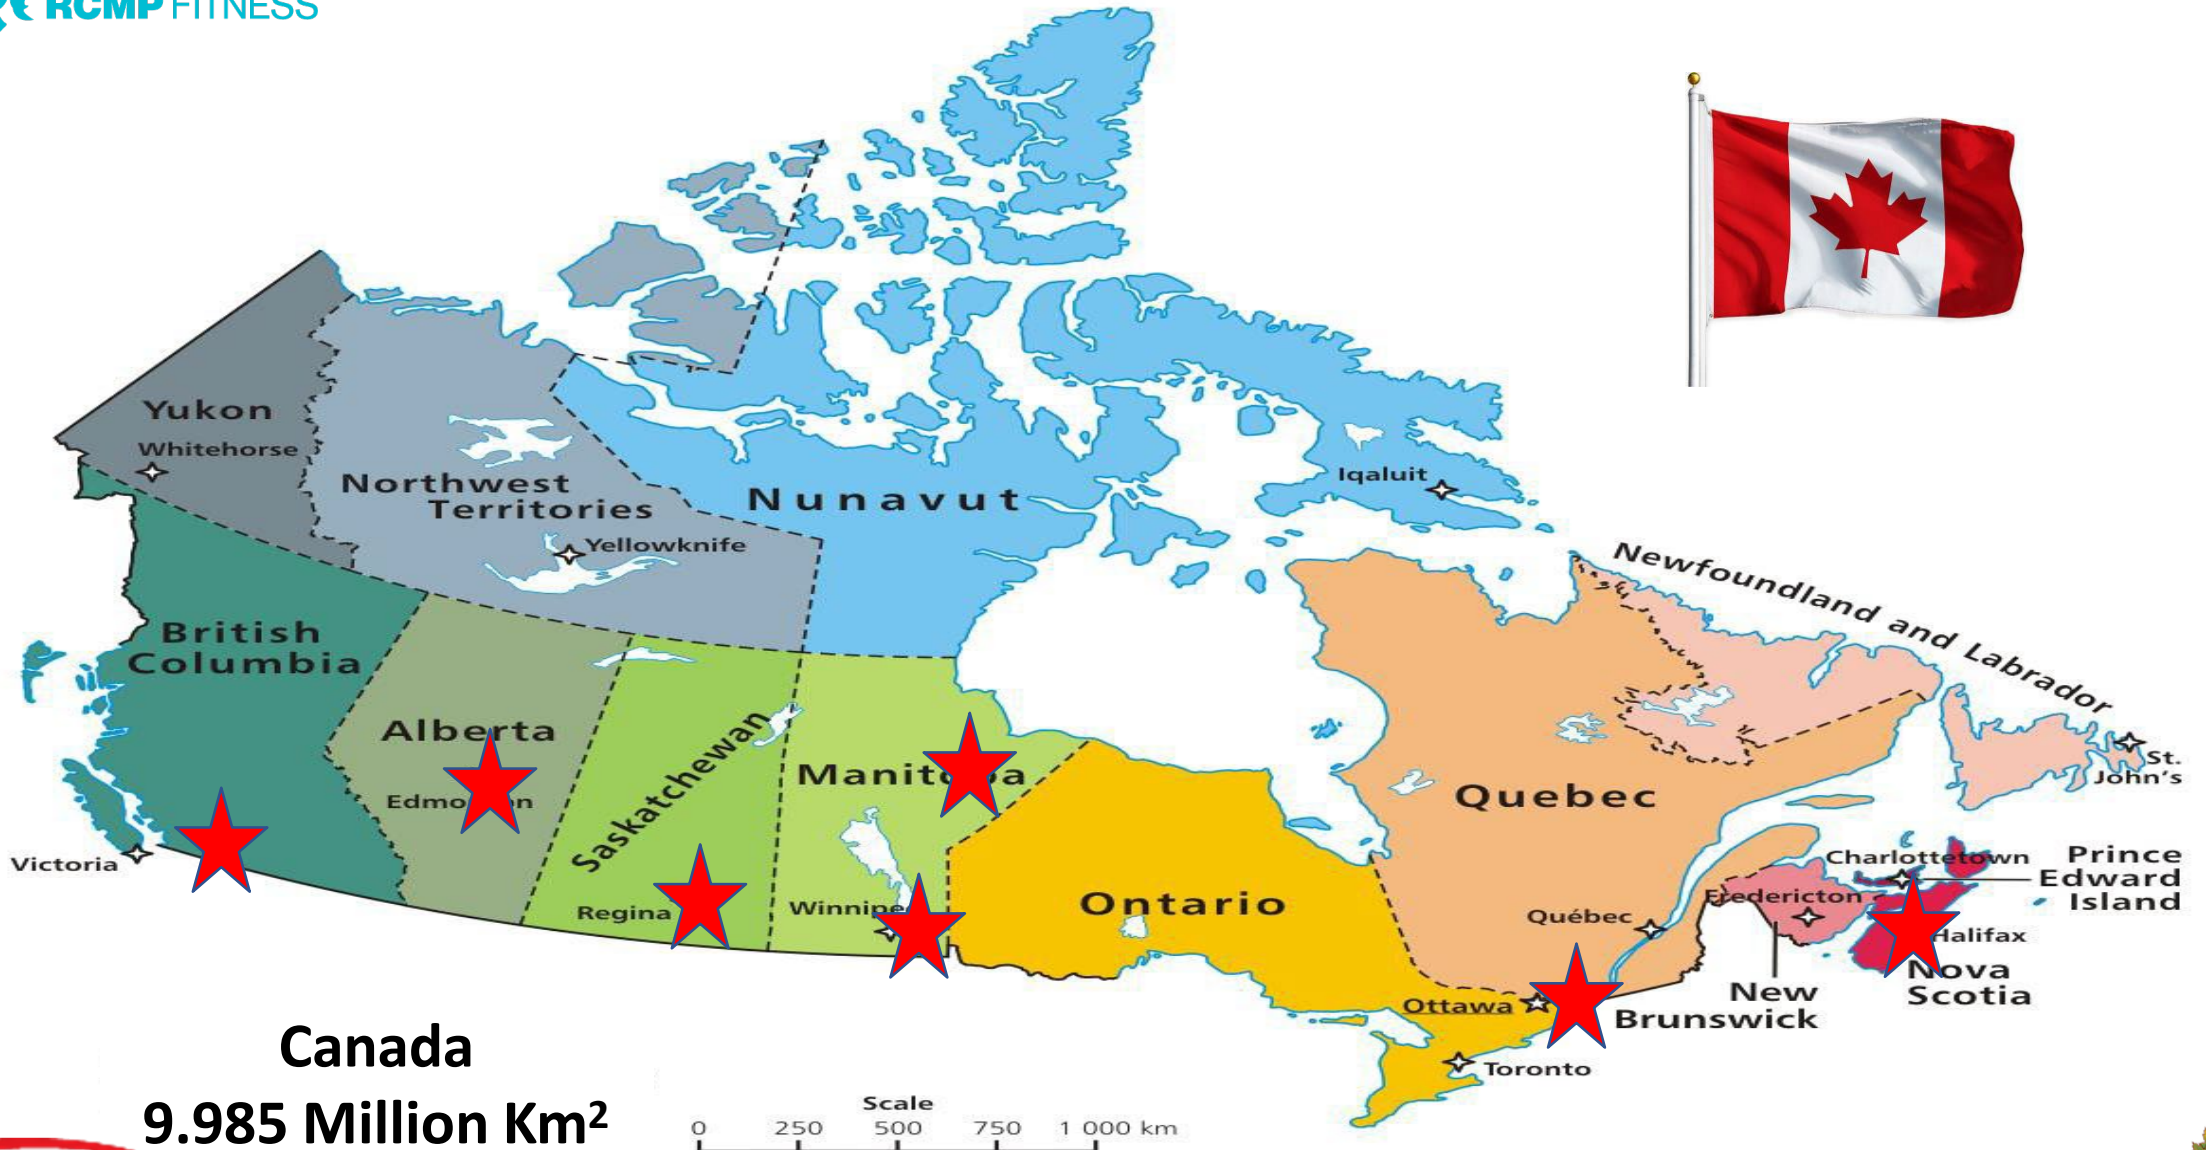 RCMP FITNESS
Yukon
Whitehorse
Northwest
Territories
Yellowknife
Nunavut
Iqaluit
British
Columbia
Victoria
Alberta
Saskatchewan
Regina
Ontario
Ottawa
Toronto
Quebec
Québec
Newfoundland and Labrador
St.
John's
Charlottetown
Prince
Edward
Island
Fredericton
Halifax
Nova
Scotia
New
Brunswick
Canada
9.985 Million Km²
Scale
0 250 500 750 1 000 km